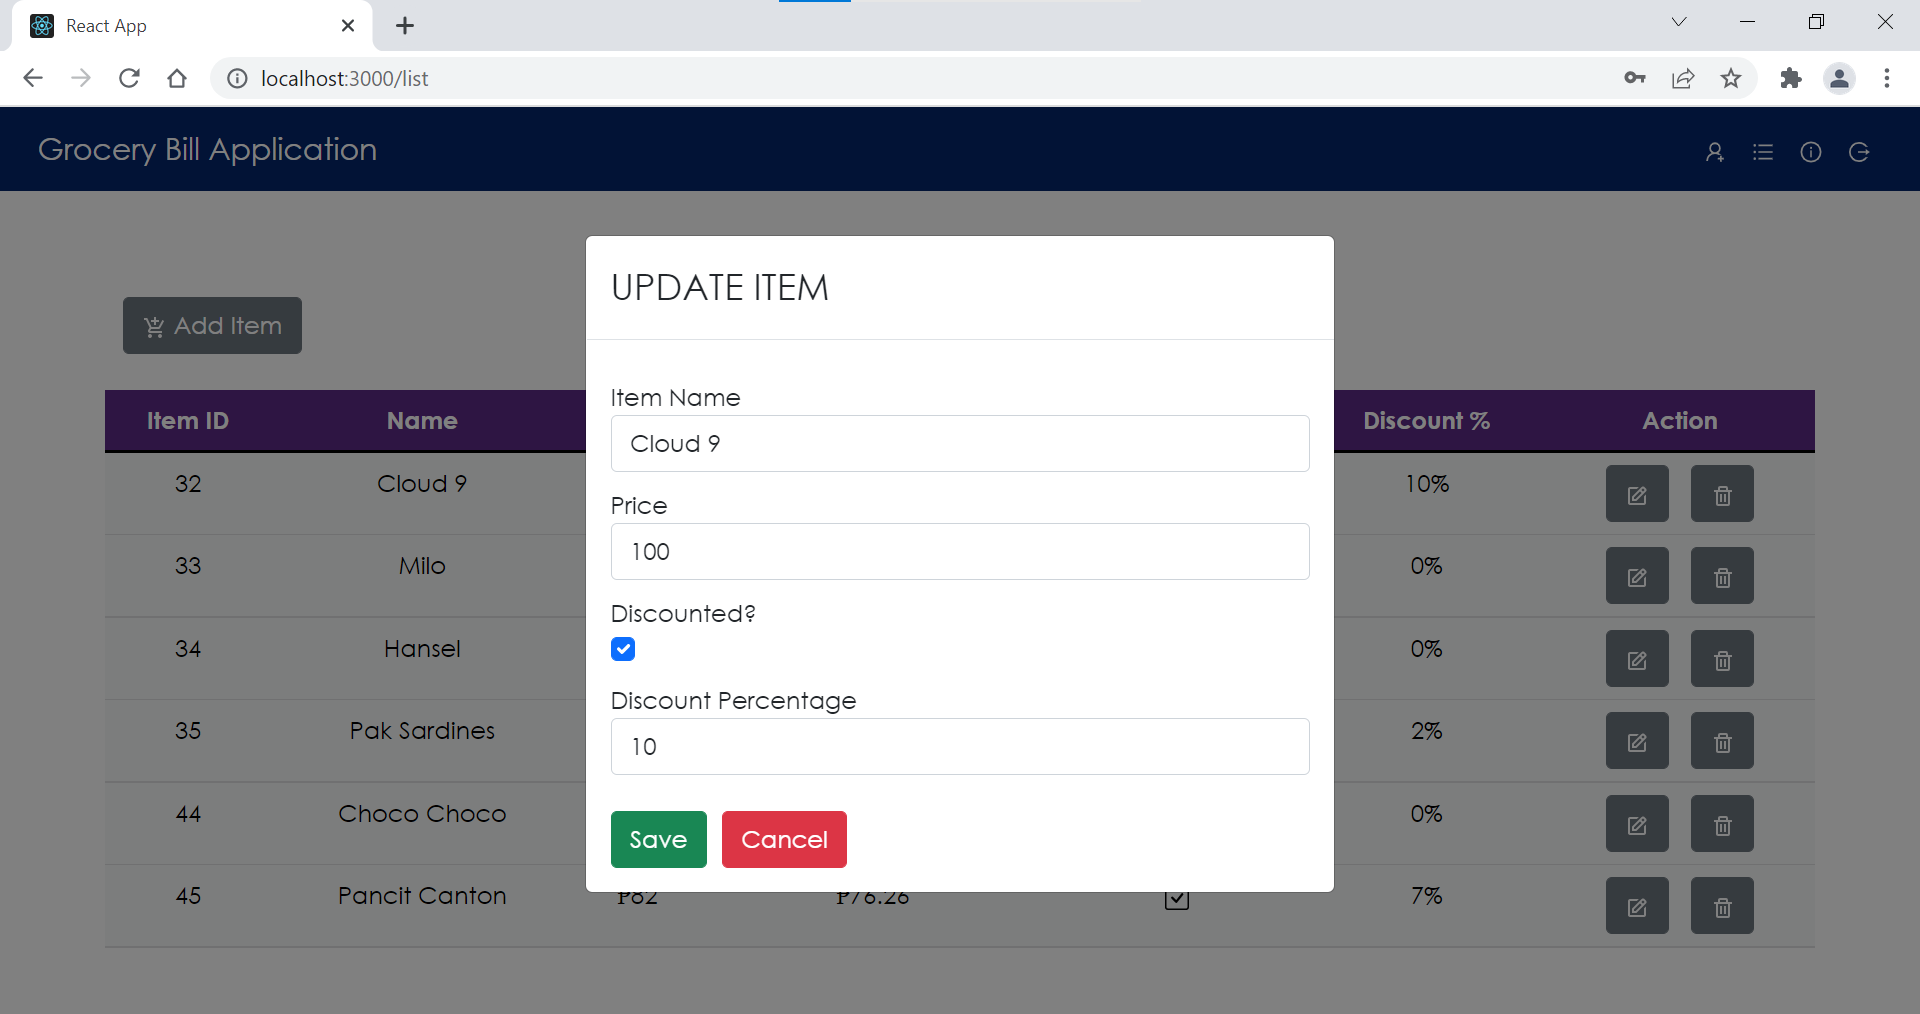 React App
localhost:3000/list
Grocery Bill Application
Add Item
UPDATE ITEM
Item Name
Cloud 9
Price
100
Discounted?
Discount Percentage
10
Save Cancel
Item ID Name Discount % Action
32 Cloud 9 10%
33 Milo 0%
34 Hansel 0%
35 Pak Sardines 2%
44 Choco Choco 0%
45 Pancit Canton ₱82 ₱76.26 7%